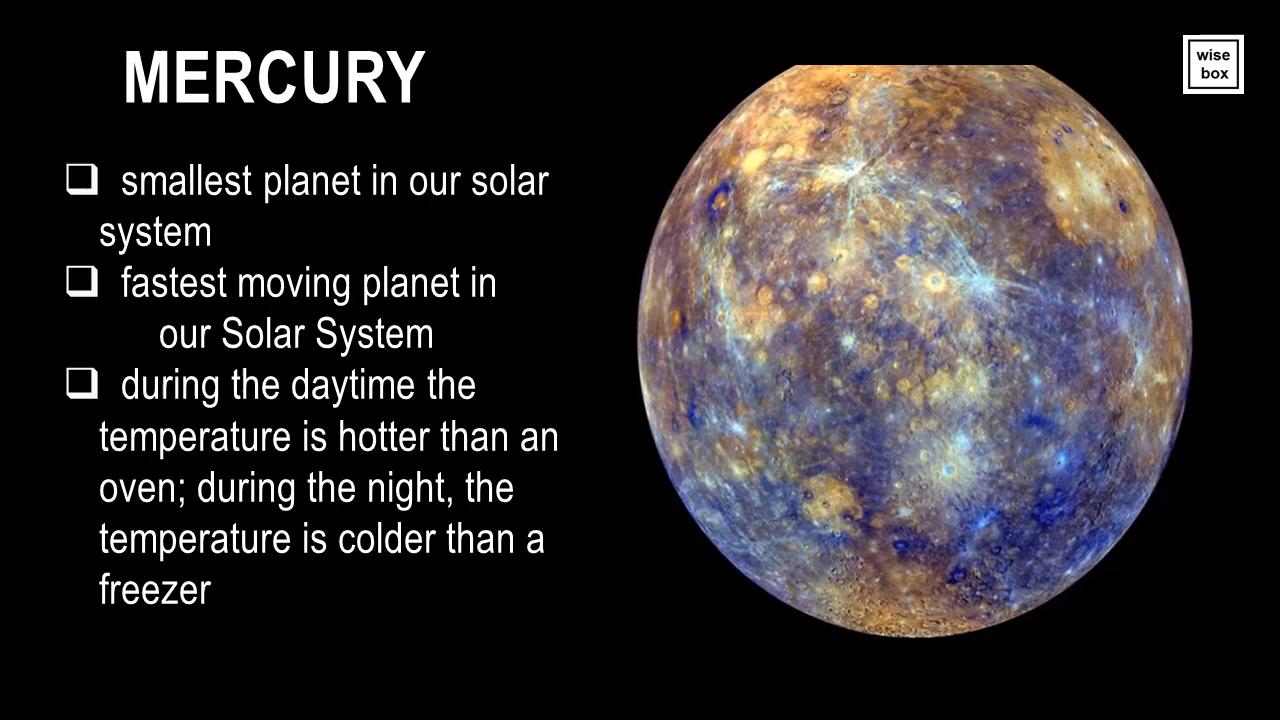 MERCURY
wise
box
❑ smallest planet in our solar
system
❑ fastest moving planet in
our Solar System
❑ during the daytime the
temperature is hotter than an
oven; during the night, the
temperature is colder than a
freezer